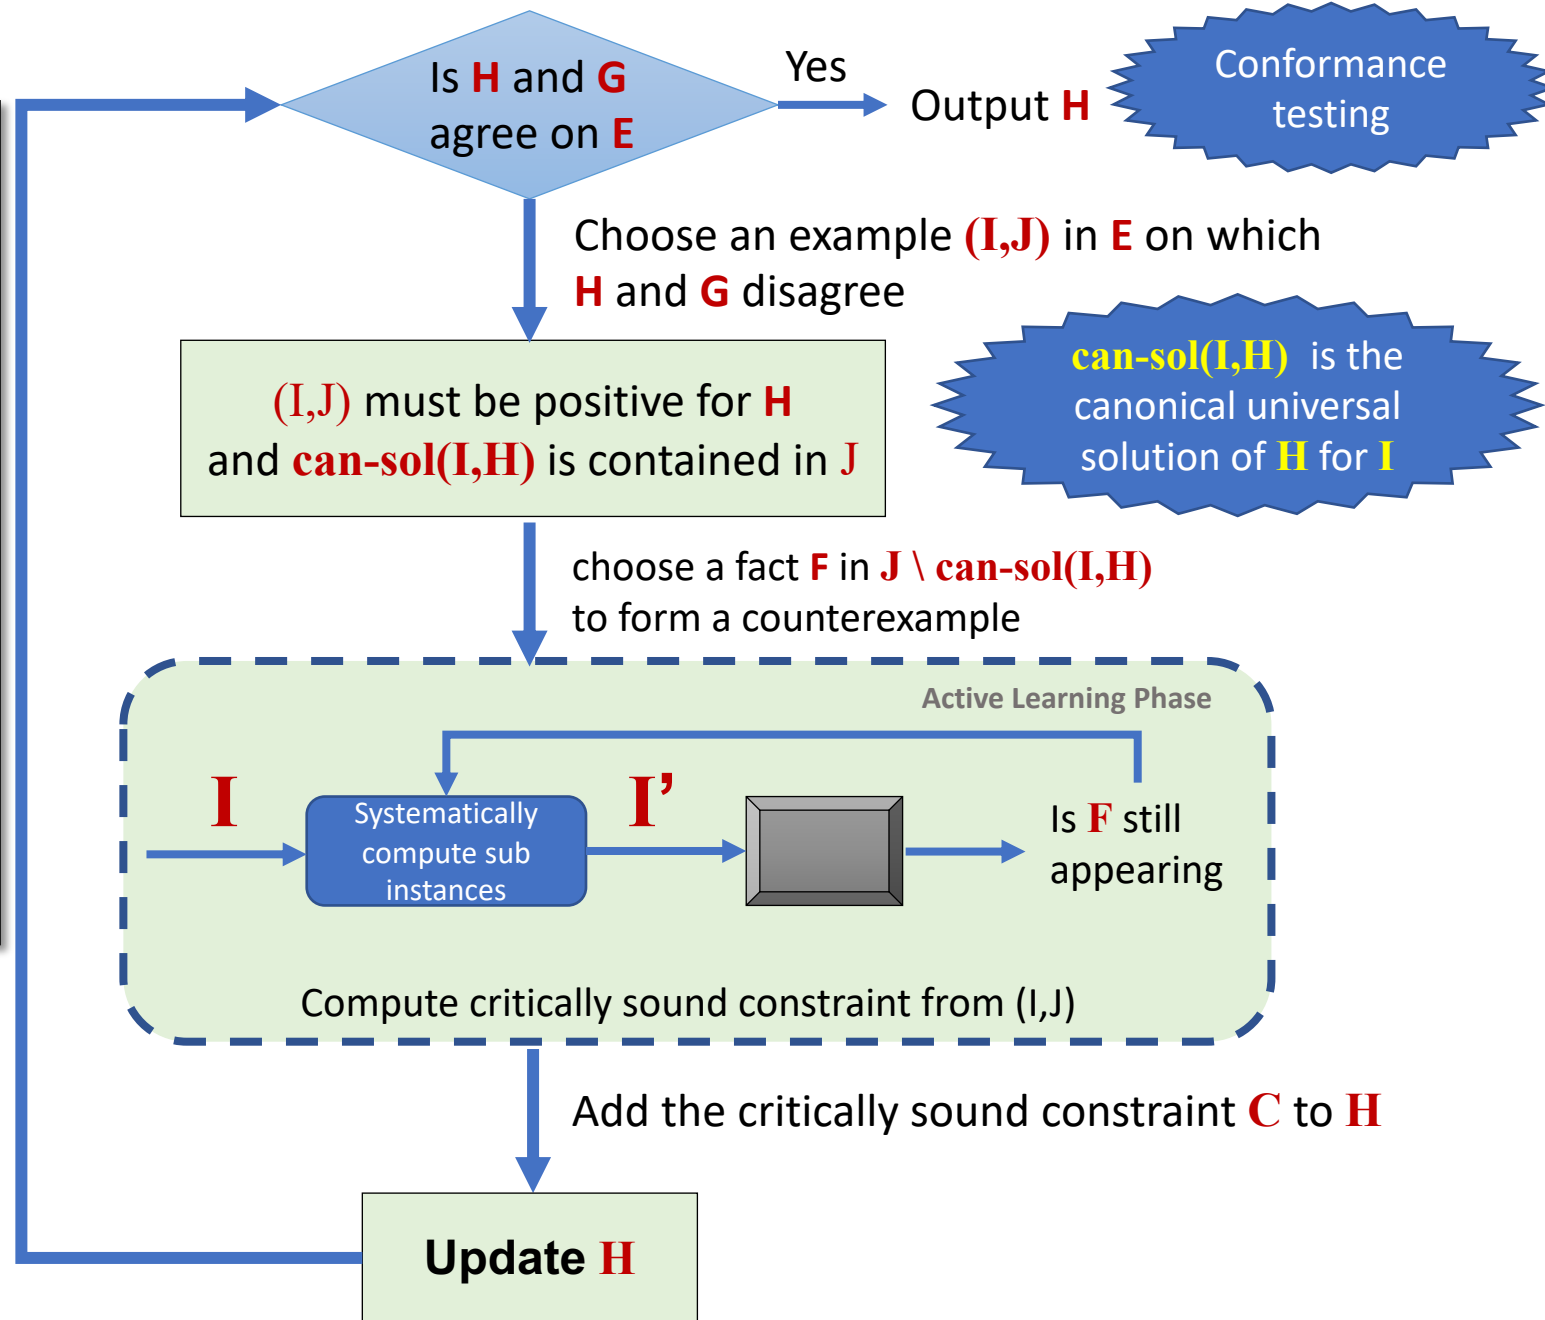 Is H and G
agree on E
Yes
Output H
Conformance
testing
Choose an example (I,J) in E on which
H and G disagree
(I,J) must be positive for H
and can-sol(I,H) is contained in J
can-sol(I,H) is the
canonical universal
solution of H for I
choose a fact F in J \ can-sol(I,H)
to form a counterexample
Active Learning Phase
I
Systematically
compute sub
instances
I’
Is F still
appearing
Compute critically sound constraint from (I,J)
Add the critically sound constraint C to H
Update H